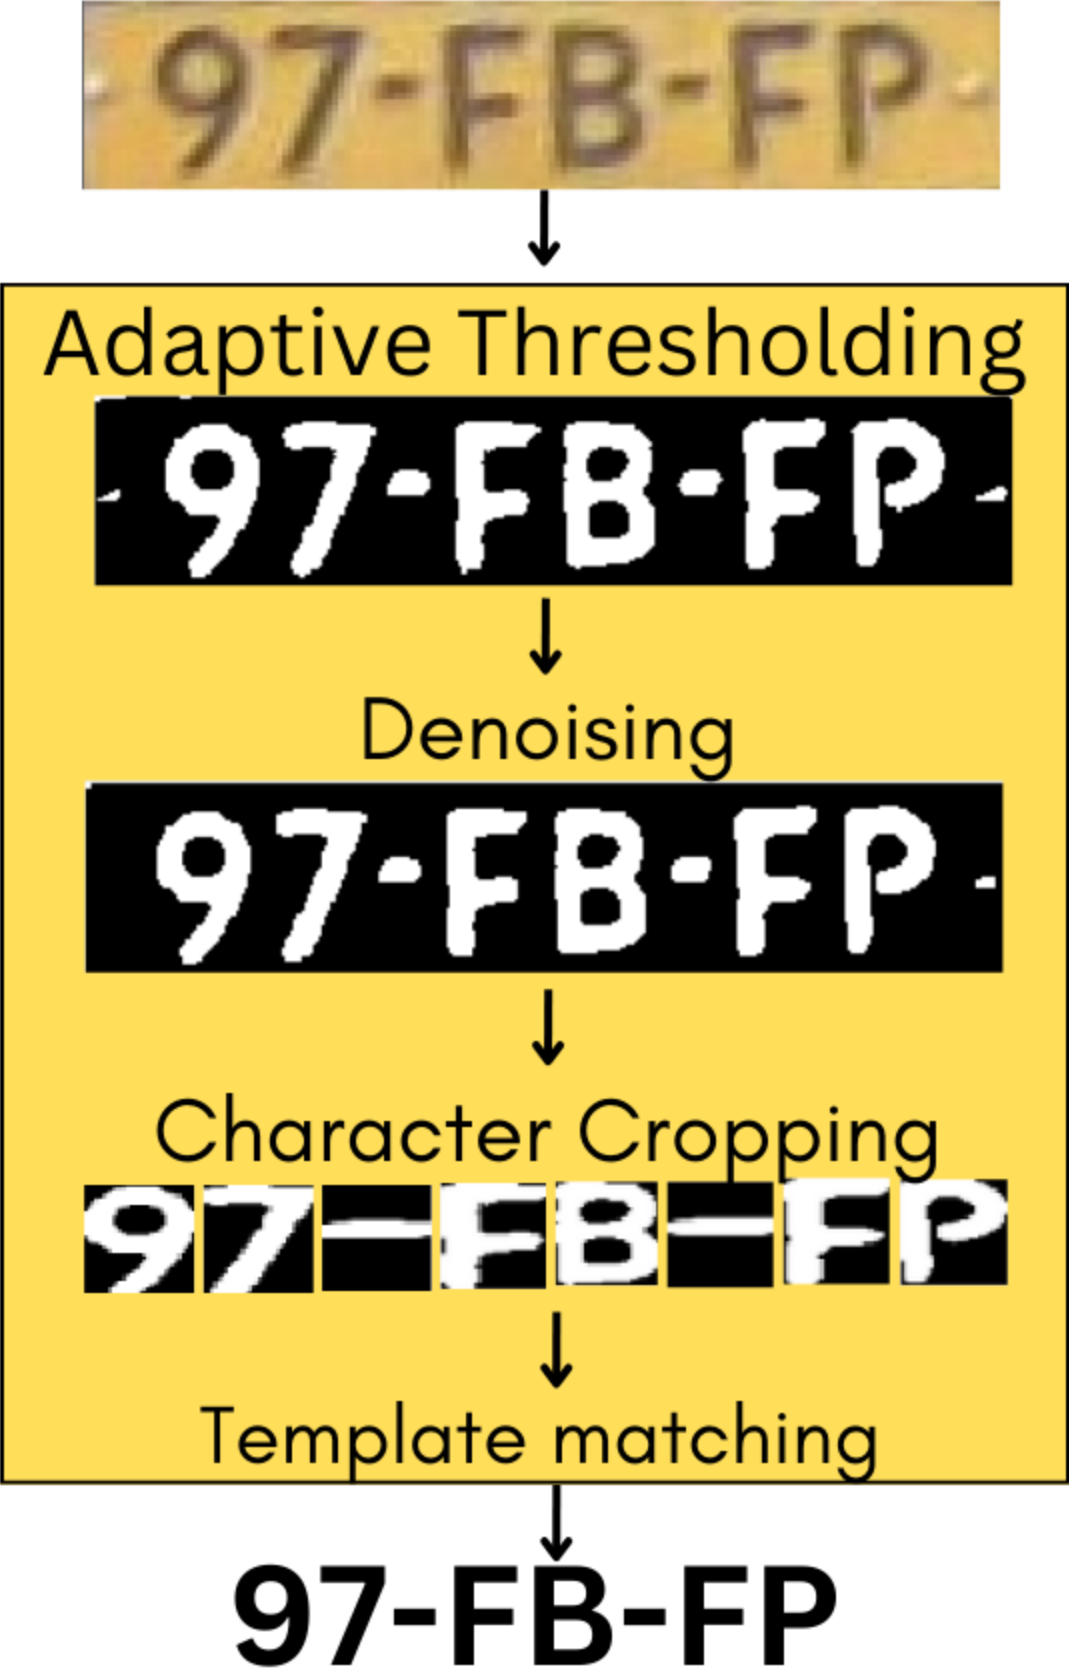 97-FB-FP
Adaptive Thresholding
97-FB-FP
Denoising
97-FB-FP
Character Cropping
97-FB-FP
Template matching
97-FB-FP